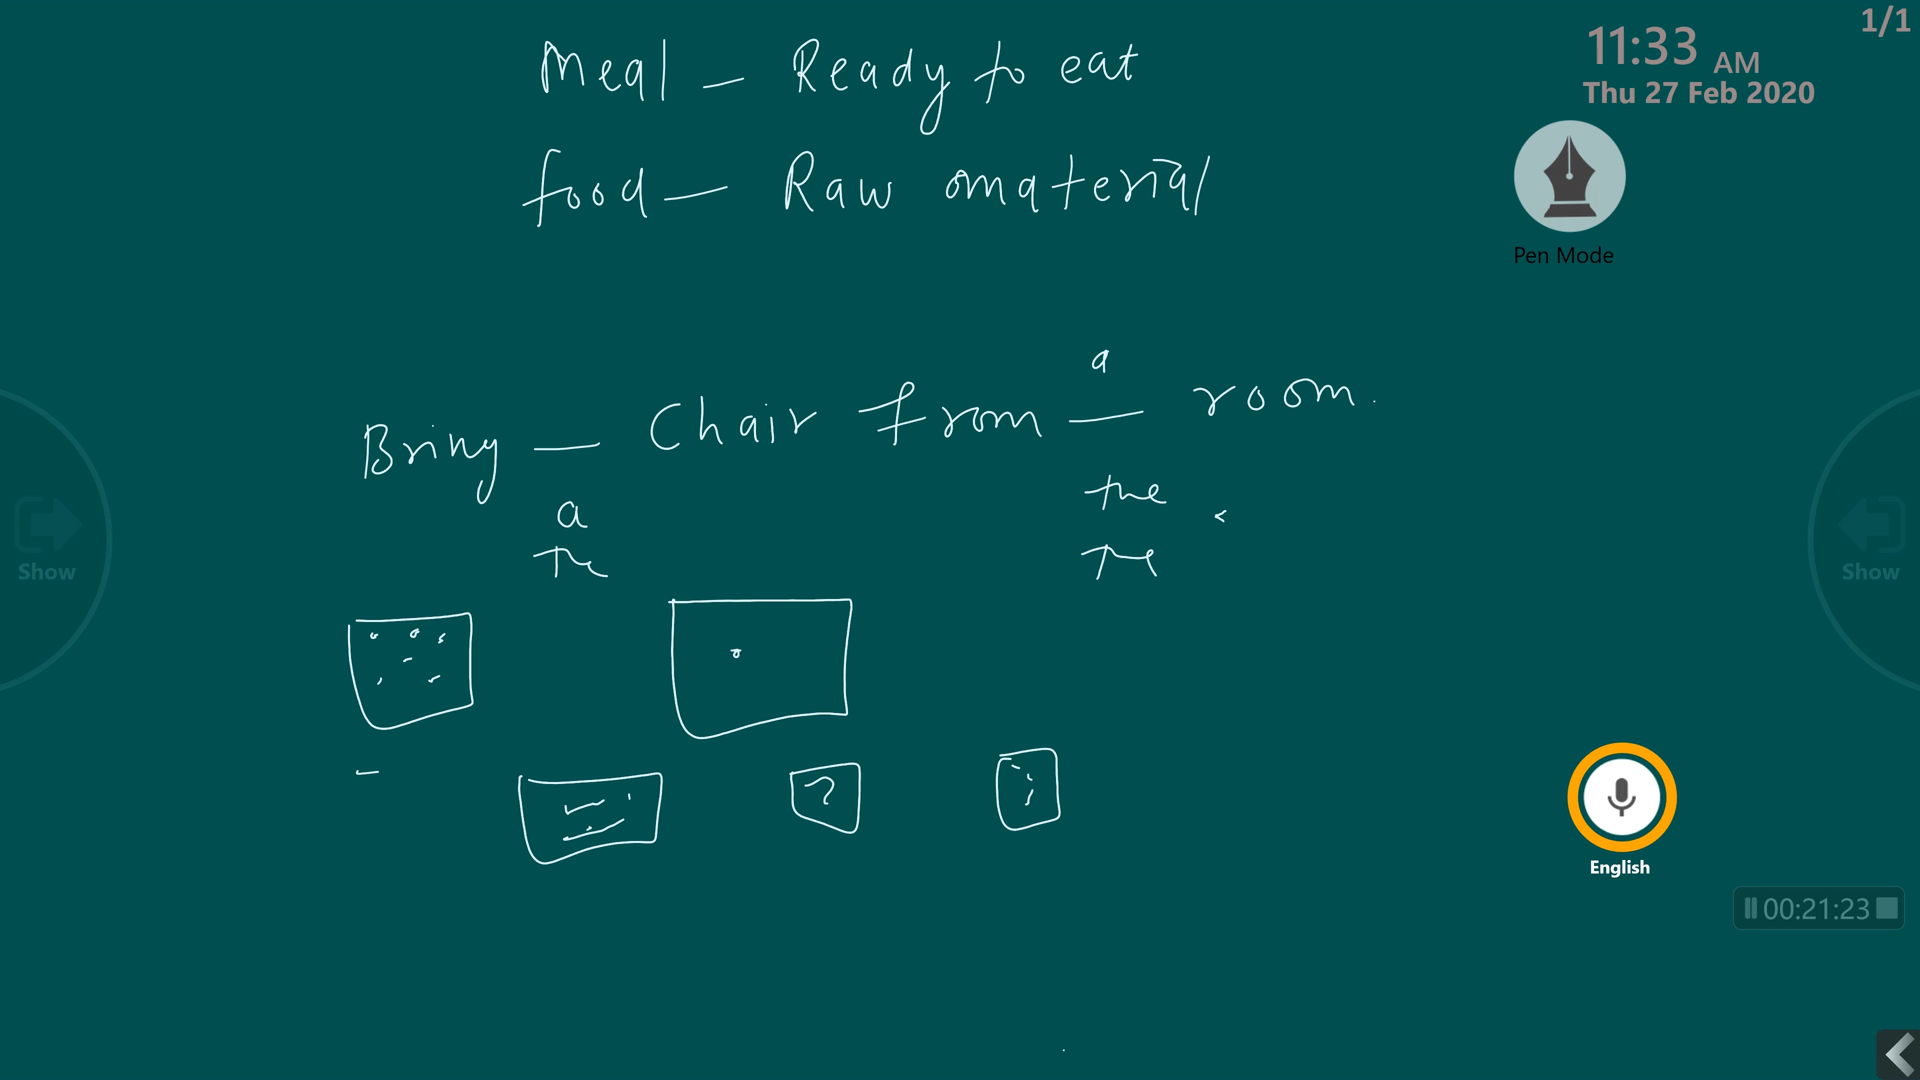 1/1
11:33 AM
Thu 27 Feb 2020
Meal — Ready to eat
food — Raw material
Pen Mode
a
Bring — Chair from — room.
a the
The The
Show
Show
?
English
00:21:23